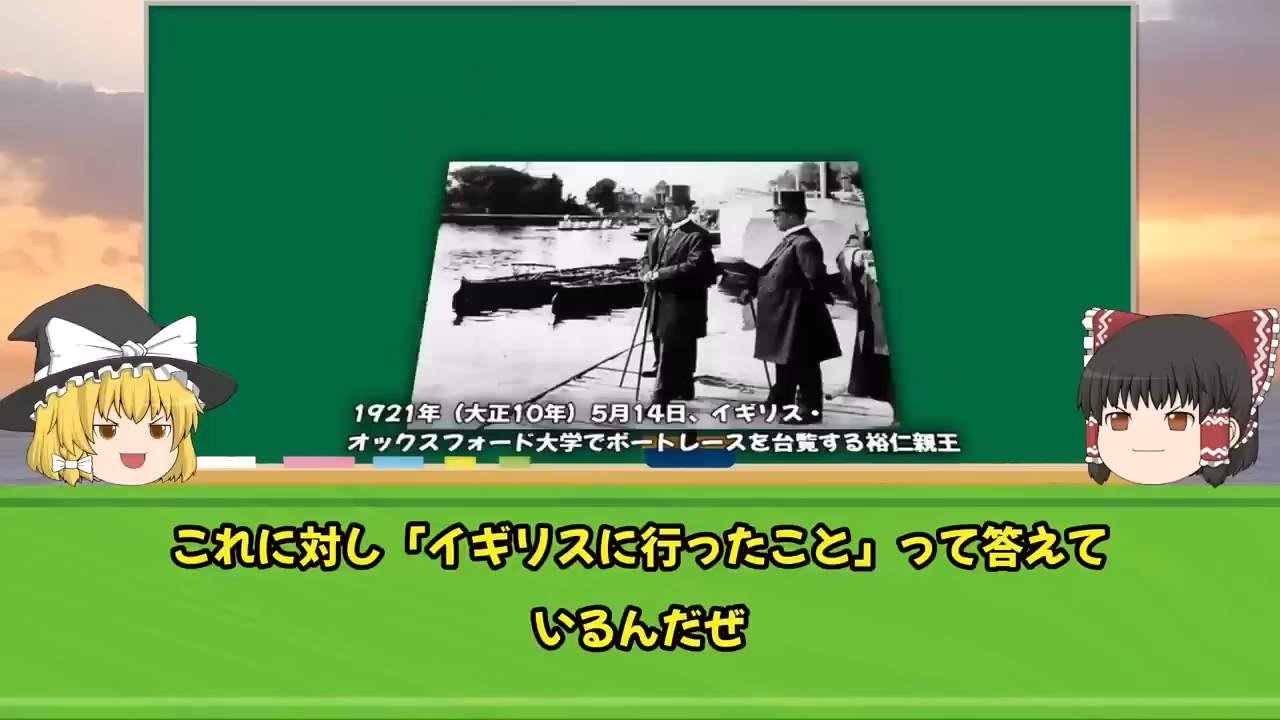 1921年（大正10年）5月14日、イギリス・
オックスフォード大学でボートレースを台覧する裕仁親王
これに対し「イギリスに行ったこと」って答えて
いるんだぜ